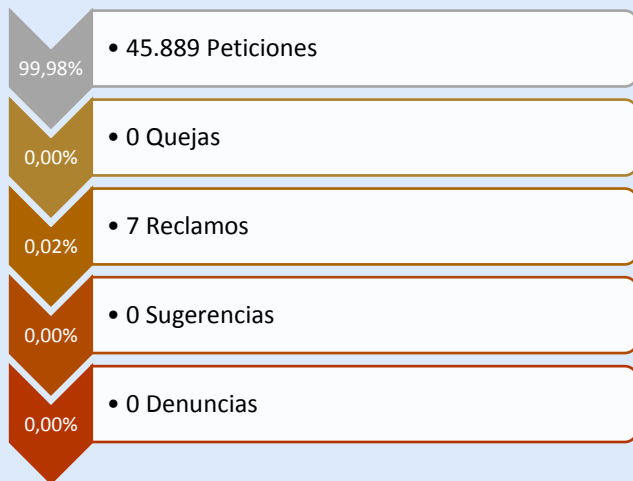 99,98%
• 45.889 Peticiones
0,00%
• 0 Quejas
0,02%
• 7 Reclamos
0,00%
• 0 Sugerencias
0,00%
• 0 Denuncias